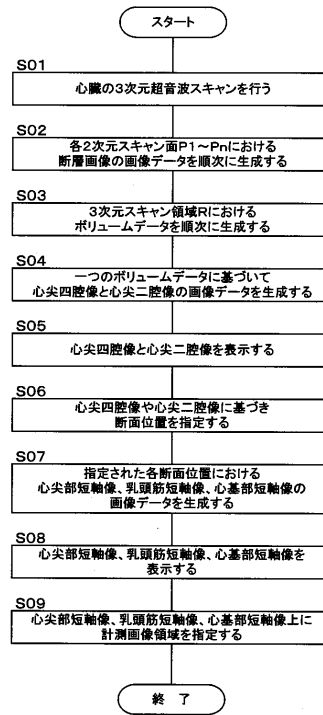 スタート
S01
心臓の3次元超音波スキャンを行う
S02
各2次元スキャン面P1～Pnにおける
断層画像の画像データを順次に生成する
S03
3次元スキャン領域Rにおける
ボリュームデータを順次に生成する
S04
一つのボリュームデータに基づいて
心尖四腔像と心尖二腔像の画像データを生成する
S05
心尖四腔像と心尖二腔像を表示する
S06
心尖四腔像や心尖二腔像に基づき
断面位置を指定する
S07
指定された各断面位置における
心尖部短軸像、乳頭筋短軸像、心基部短軸像の
画像データを生成する
S08
心尖部短軸像、乳頭筋短軸像、心基部短軸像を
表示する
S09
心尖部短軸像、乳頭筋短軸像、心基部短軸像上に
計測画像領域を指定する
終 了